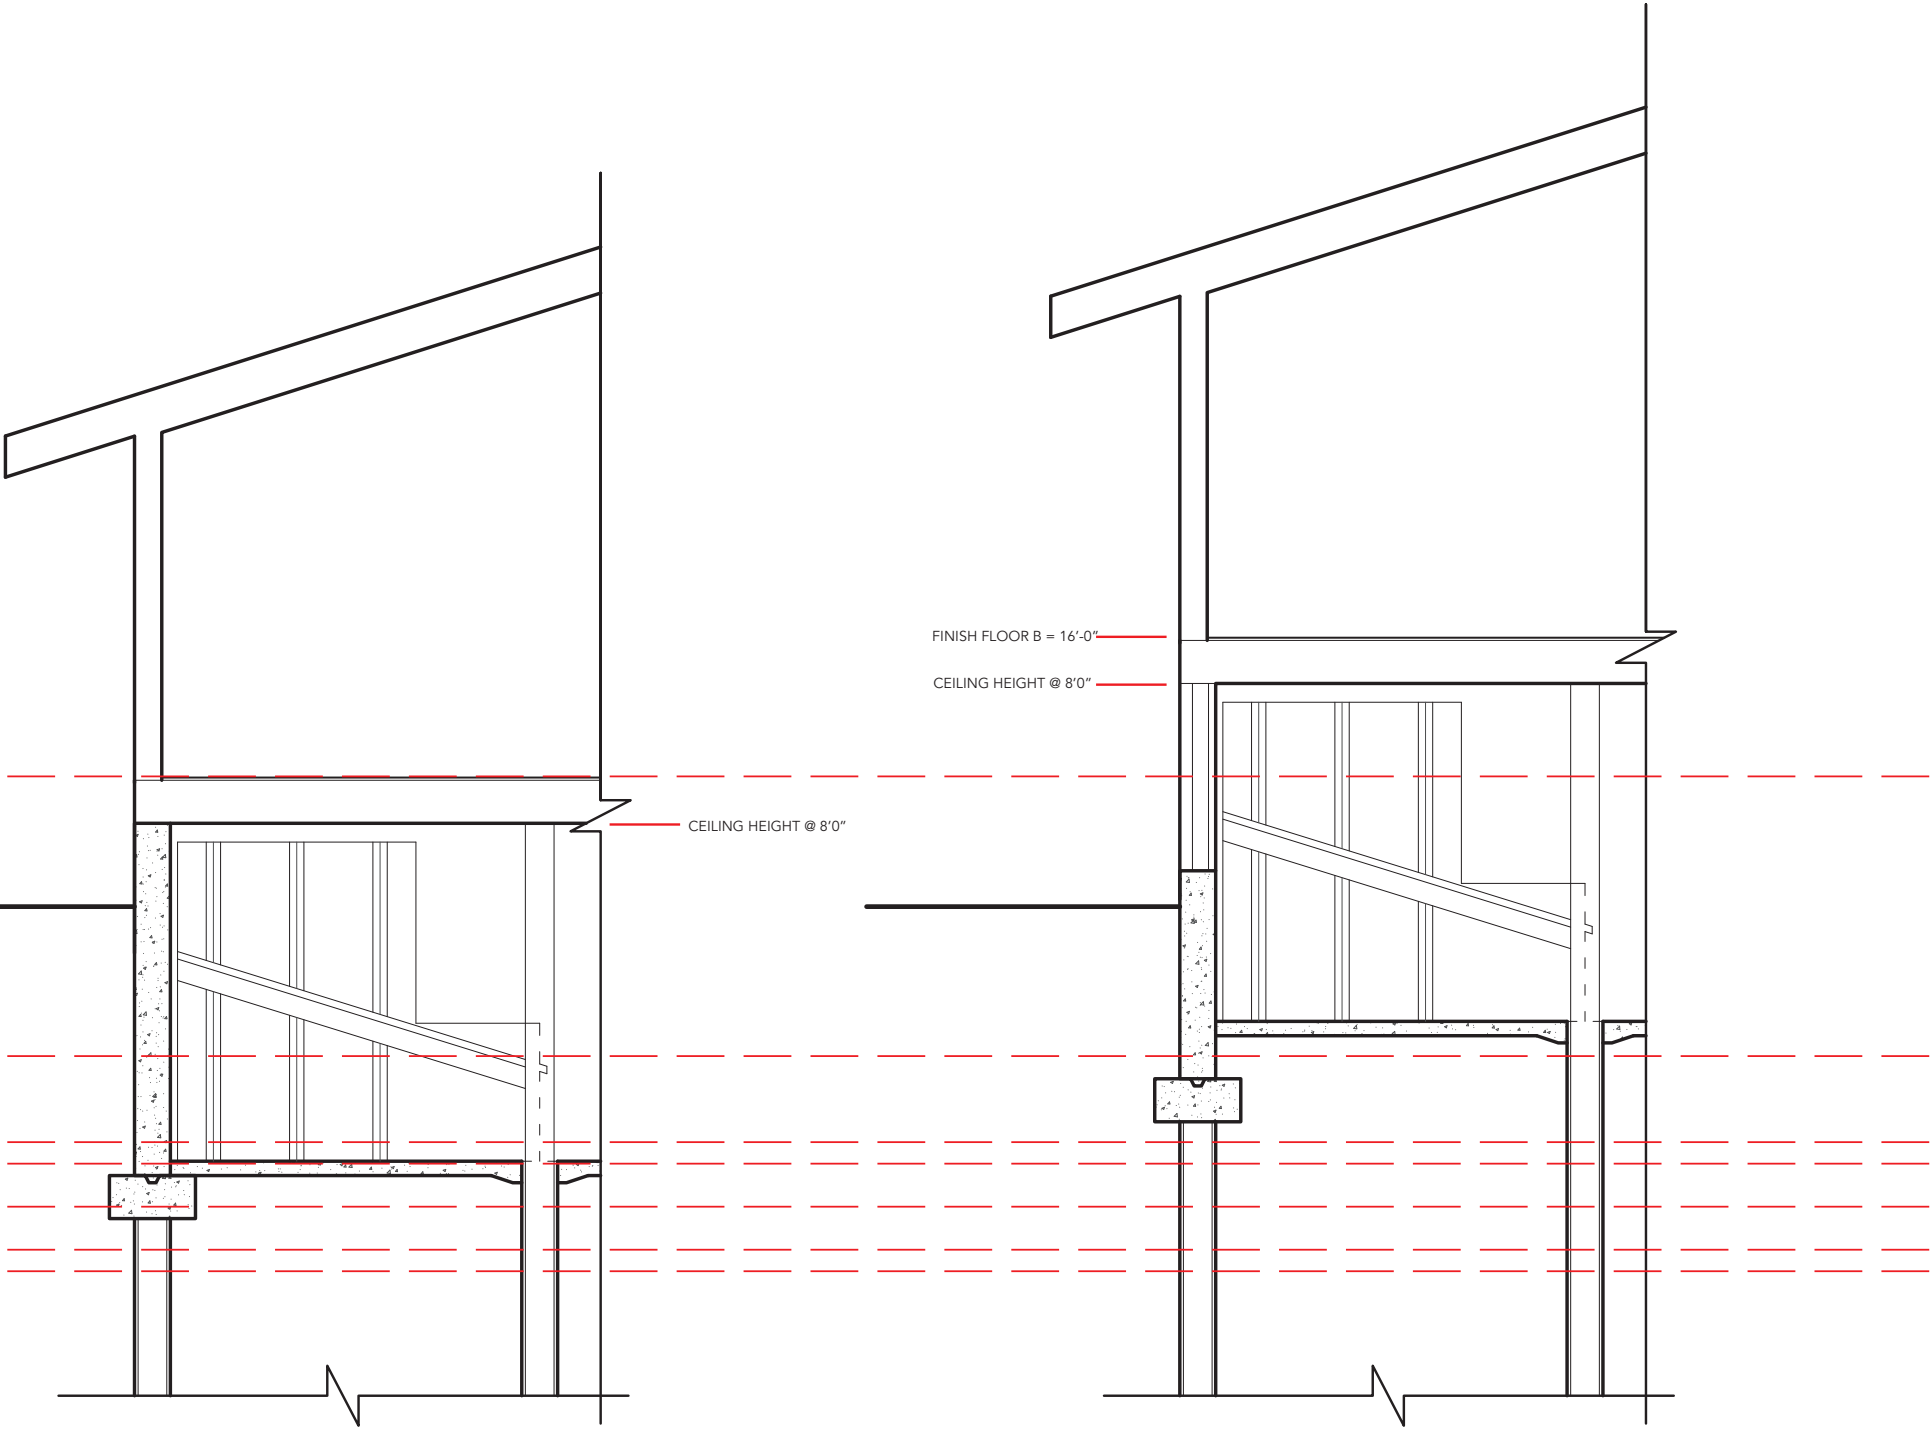 FINISH FLOOR B = 16’-0”
CEILING HEIGHT @ 8’0”
CEILING HEIGHT @ 8’0”